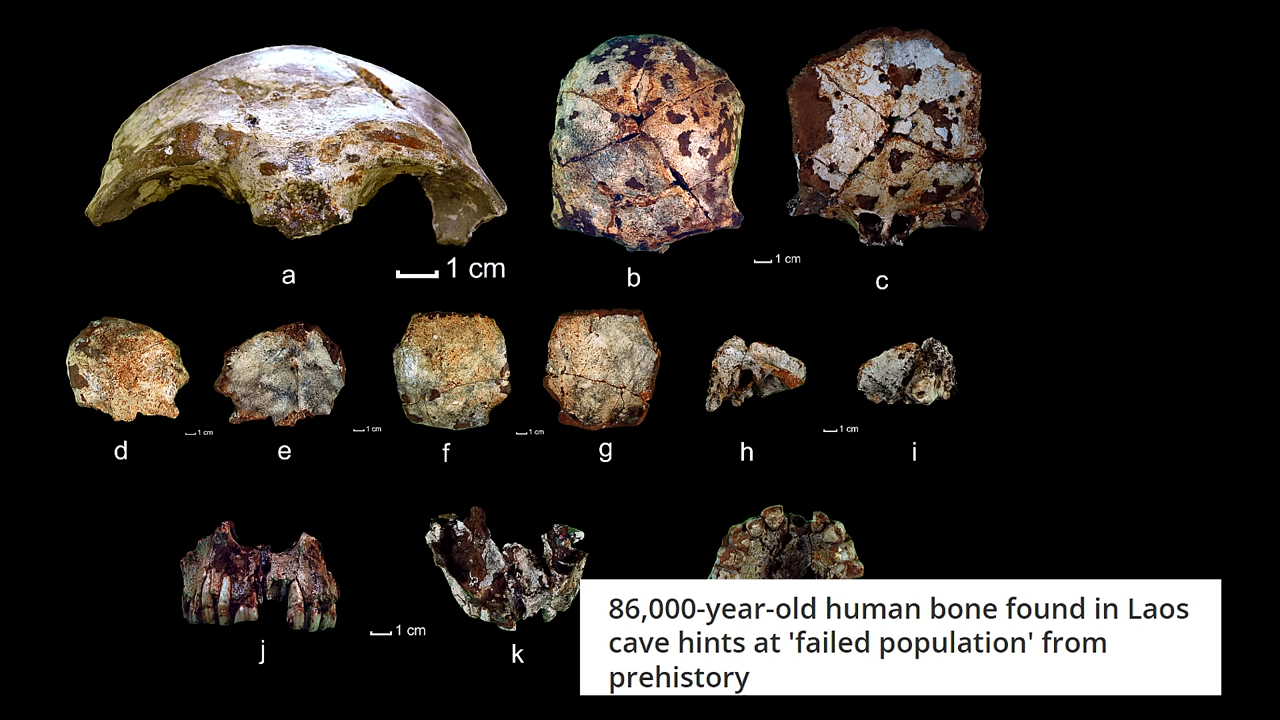 a
1 cm
b
1 cm
c
d
1 cm
e
1 cm
f
1 cm
g
h
1 cm
i
j
1 cm
k
86,000-year-old human bone found in Laos
cave hints at 'failed population' from
prehistory